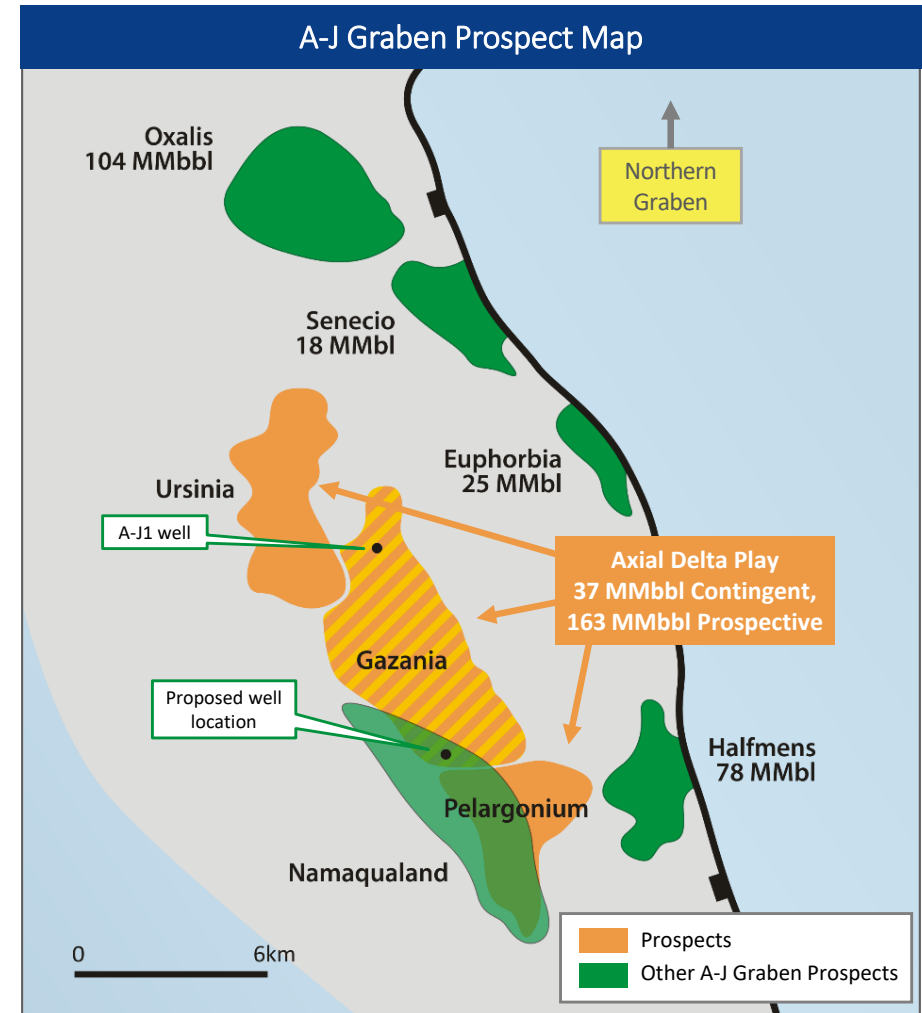 A-J Graben Prospect Map
Oxalis
104 MMbbl
Northern
Graben
Senecio
18 MMbl
Euphorbia
25 MMbl
Ursinia
A-J1 well
Axial Delta Play
37 MMbbl Contingent,
163 MMbbl Prospective
Gazania
Proposed well
location
Halfmens
78 MMbl
Pelargonium
Namaqualand
0 6km
Prospects
Other A-J Graben Prospects